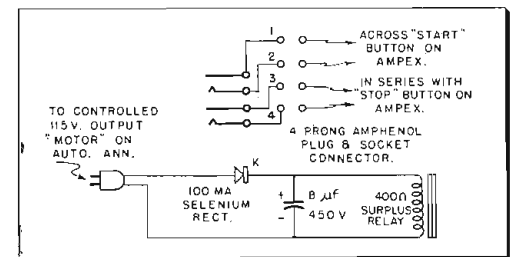 1
2
3
4
ACROSS "START"
BUTTON ON
AMPEX.
IN SERIES WITH
"STOP" BUTTON ON
AMPEX.
4 PRONG AMPHENOL
PLUG & SOCKET
CONNECTOR.
TO CONTROLLED
115V. OUTPUT
"MOTOR" ON
AUTO. ANN.
K
100 MA
SELENIUM
RECT.
+
8 µf
-
450V
400Ω
SURPLUS
RELAY